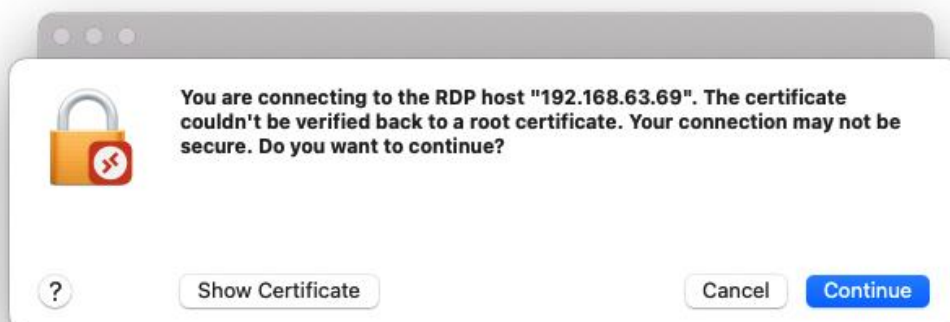 You are connecting to the RDP host "192.168.63.69". The certificate
couldn't be verified back to a root certificate. Your connection may not be
secure. Do you want to continue?
? Show Certificate Cancel Continue